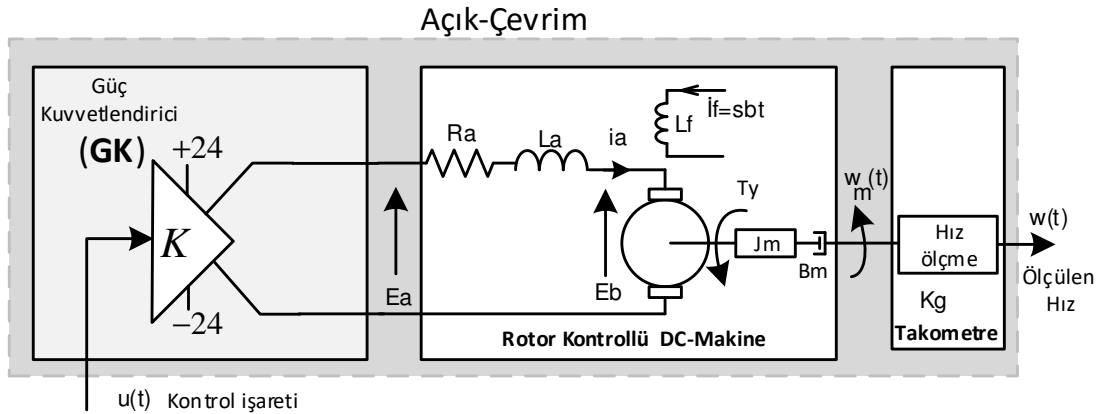 Açık-Çevrim
Güç
Kuvvetlendirici
(GK)
+24
K
−24
Ea
Ra
La
ia
Lf
İf=sbt
Eb
Ty
Jm
Bm
Rotor Kontrollü DC-Makine
w_m(t)
Hız
ölçme
Kg
Takometre
w(t)
Ölçülen
Hız
u(t) Kontrol işareti